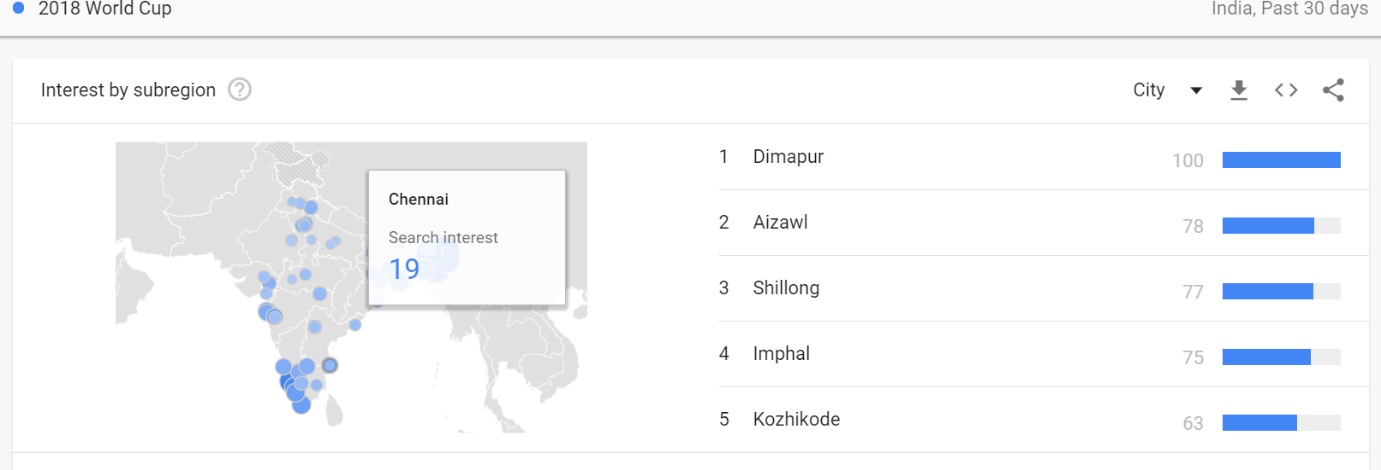 2018 World Cup India, Past 30 days
Interest by subregion ? City
Chennai
Search interest
19
1 Dimapur 100
2 Aizawl 78
3 Shillong 77
4 Imphal 75
5 Kozhikode 63